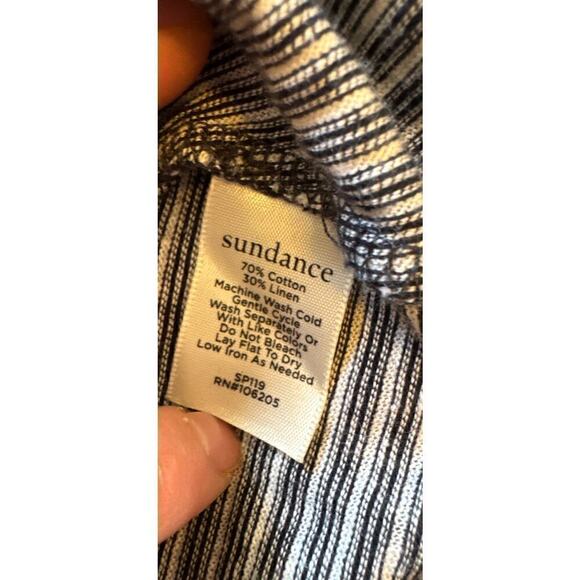 sundance
70% Cotton
30% Linen
Machine Wash Cold
Gentle Cycle
Wash Separately Or
With Like Colors
Do Not Bleach
Lay Flat To Dry
Low Iron As Needed
SP119
RN#106205